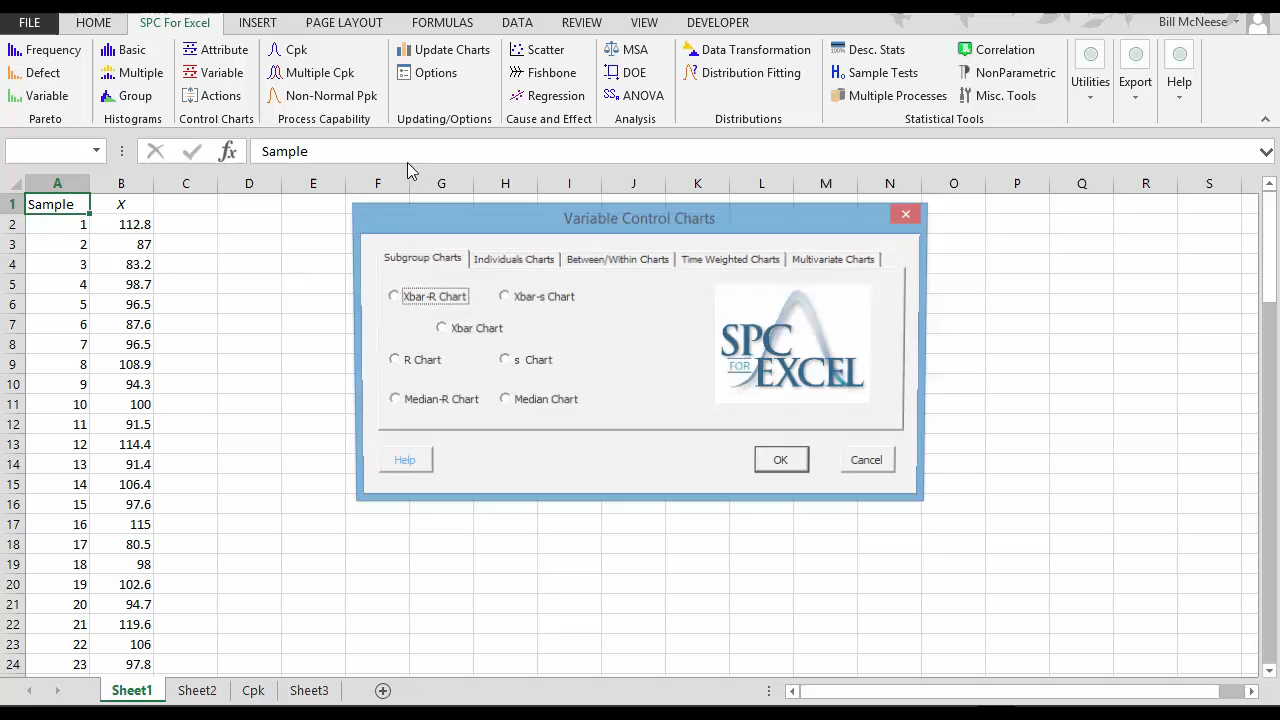 FILE HOME SPC For Excel INSERT PAGE LAYOUT FORMULAS DATA REVIEW VIEW DEVELOPER Bill McNeese
Frequency Basic Attribute Cpk Update Charts Scatter MSA Data Transformation Desc. Stats Correlation
Defect Multiple Variable Multiple Cpk Options Fishbone DOE Distribution Fitting Sample Tests NonParametric
Variable Group Actions Non-Normal Ppk Regression ANOVA Multiple Processes Misc. Tools
Utilities Export Help
Pareto Histograms Control Charts Process Capability Updating/Options Cause and Effect Analysis Distributions Statistical Tools
fx Sample
A B C D E F G H I J K L M N O P Q R S
1 Sample X
2 1 112.8
3 2 87
4 3 83.2
5 4 98.7
6 5 96.5
7 6 87.6
8 7 96.5
9 8 108.9
10 9 94.3
11 10 100
12 11 91.5
13 12 114.4
14 13 91.4
15 14 106.4
16 15 97.6
17 16 115
18 17 80.5
19 18 98
20 19 102.6
21 20 94.7
22 21 119.6
23 22 106
24 23 97.8
Variable Control Charts
Subgroup Charts Individuals Charts Between/Within Charts Time Weighted Charts Multivariate Charts
Xbar-R Chart Xbar-s Chart
Xbar Chart
R Chart s Chart
Median-R Chart Median Chart
SPC
FOR EXCEL
Help OK Cancel
Sheet1 Sheet2 Cpk Sheet3